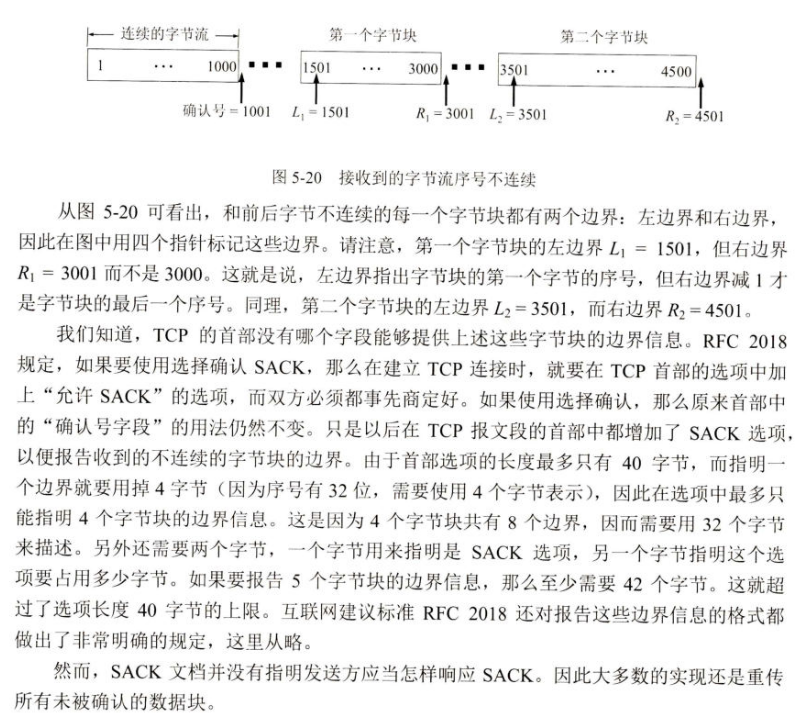 连续的字节流 第一个字节块 第二个字节块
1 … 1000 ▪▪▪ 1501 … 3000 ▪▪▪ 3501 … 4500
确认号 = 1001 L₁ = 1501 R₁ = 3001 L₂ = 3501 R₂ = 4501
图 5-20 接收到的字节流序号不连续
从图 5-20 可看出，和前后字节不连续的每一个字节块都有两个边界：左边界和右边界，
因此在图中用四个指针标记这些边界。请注意，第一个字节块的左边界 L₁ = 1501，但右边界
R₁ = 3001 而不是 3000。这就是说，左边界指出字节块的第一个字节的序号，但右边界减 1 才
是字节块的最后一个序号。同理，第二个字节块的左边界 L₂ = 3501，而右边界 R₂ = 4501。
我们知道，TCP 的首部没有哪个字段能够提供上述这些字节块的边界信息。RFC 2018
规定，如果要使用选择确认 SACK，那么在建立 TCP 连接时，就要在 TCP 首部的选项中加
上“允许 SACK”的选项，而双方必须都事先商定好。如果使用选择确认，那么原来首部中
的“确认号字段”的用法仍然不变。只是以后在 TCP 报文段的首部中都增加了 SACK 选项，
以便报告收到的不连续的字节块的边界。由于首部选项的长度最多只有 40 字节，而指明一
个边界就要用掉 4 字节（因为序号有 32 位，需要使用 4 个字节表示），因此在选项中最多只
能指明 4 个字节块的边界信息。这是因为 4 个字节块共有 8 个边界，因而需要用 32 个字节
来描述。另外还需要两个字节，一个字节用来指明是 SACK 选项，另一个字节指明这个选
项要占用多少字节。如果要报告 5 个字节块的边界信息，那么至少需要 42 个字节。这就超
过了选项长度 40 字节的上限。互联网建议标准 RFC 2018 还对报告这些边界信息的格式都
做出了非常明确的规定，这里从略。
然而，SACK 文档并没有指明发送方应当怎样响应 SACK。因此大多数的实现还是重传
所有未被确认的数据块。